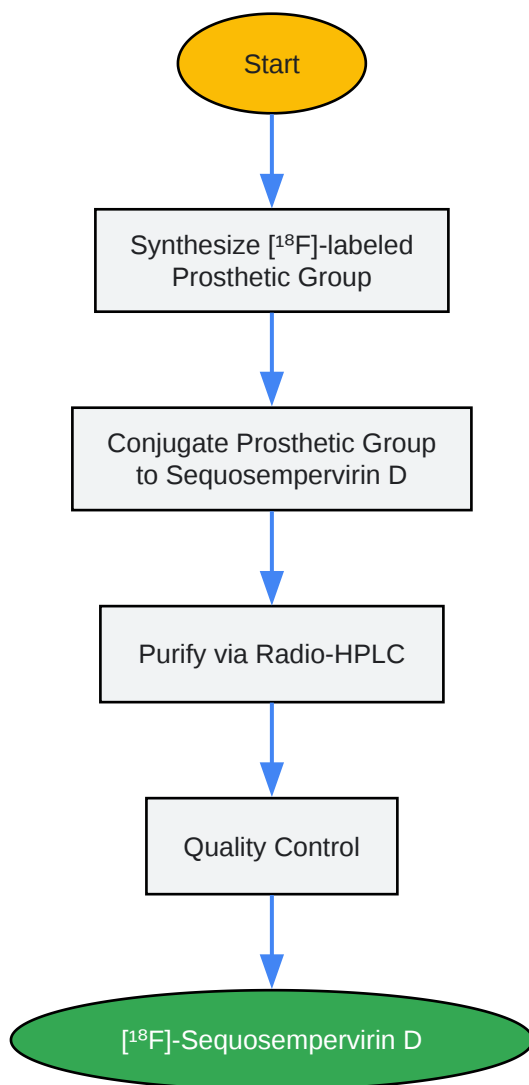 Start
Synthesize [¹⁸F]-labeled
Prosthetic Group
Conjugate Prosthetic Group
to Sequosempervirin D
Purify via Radio-HPLC
Quality Control
[¹⁸F]-Sequosempervirin D